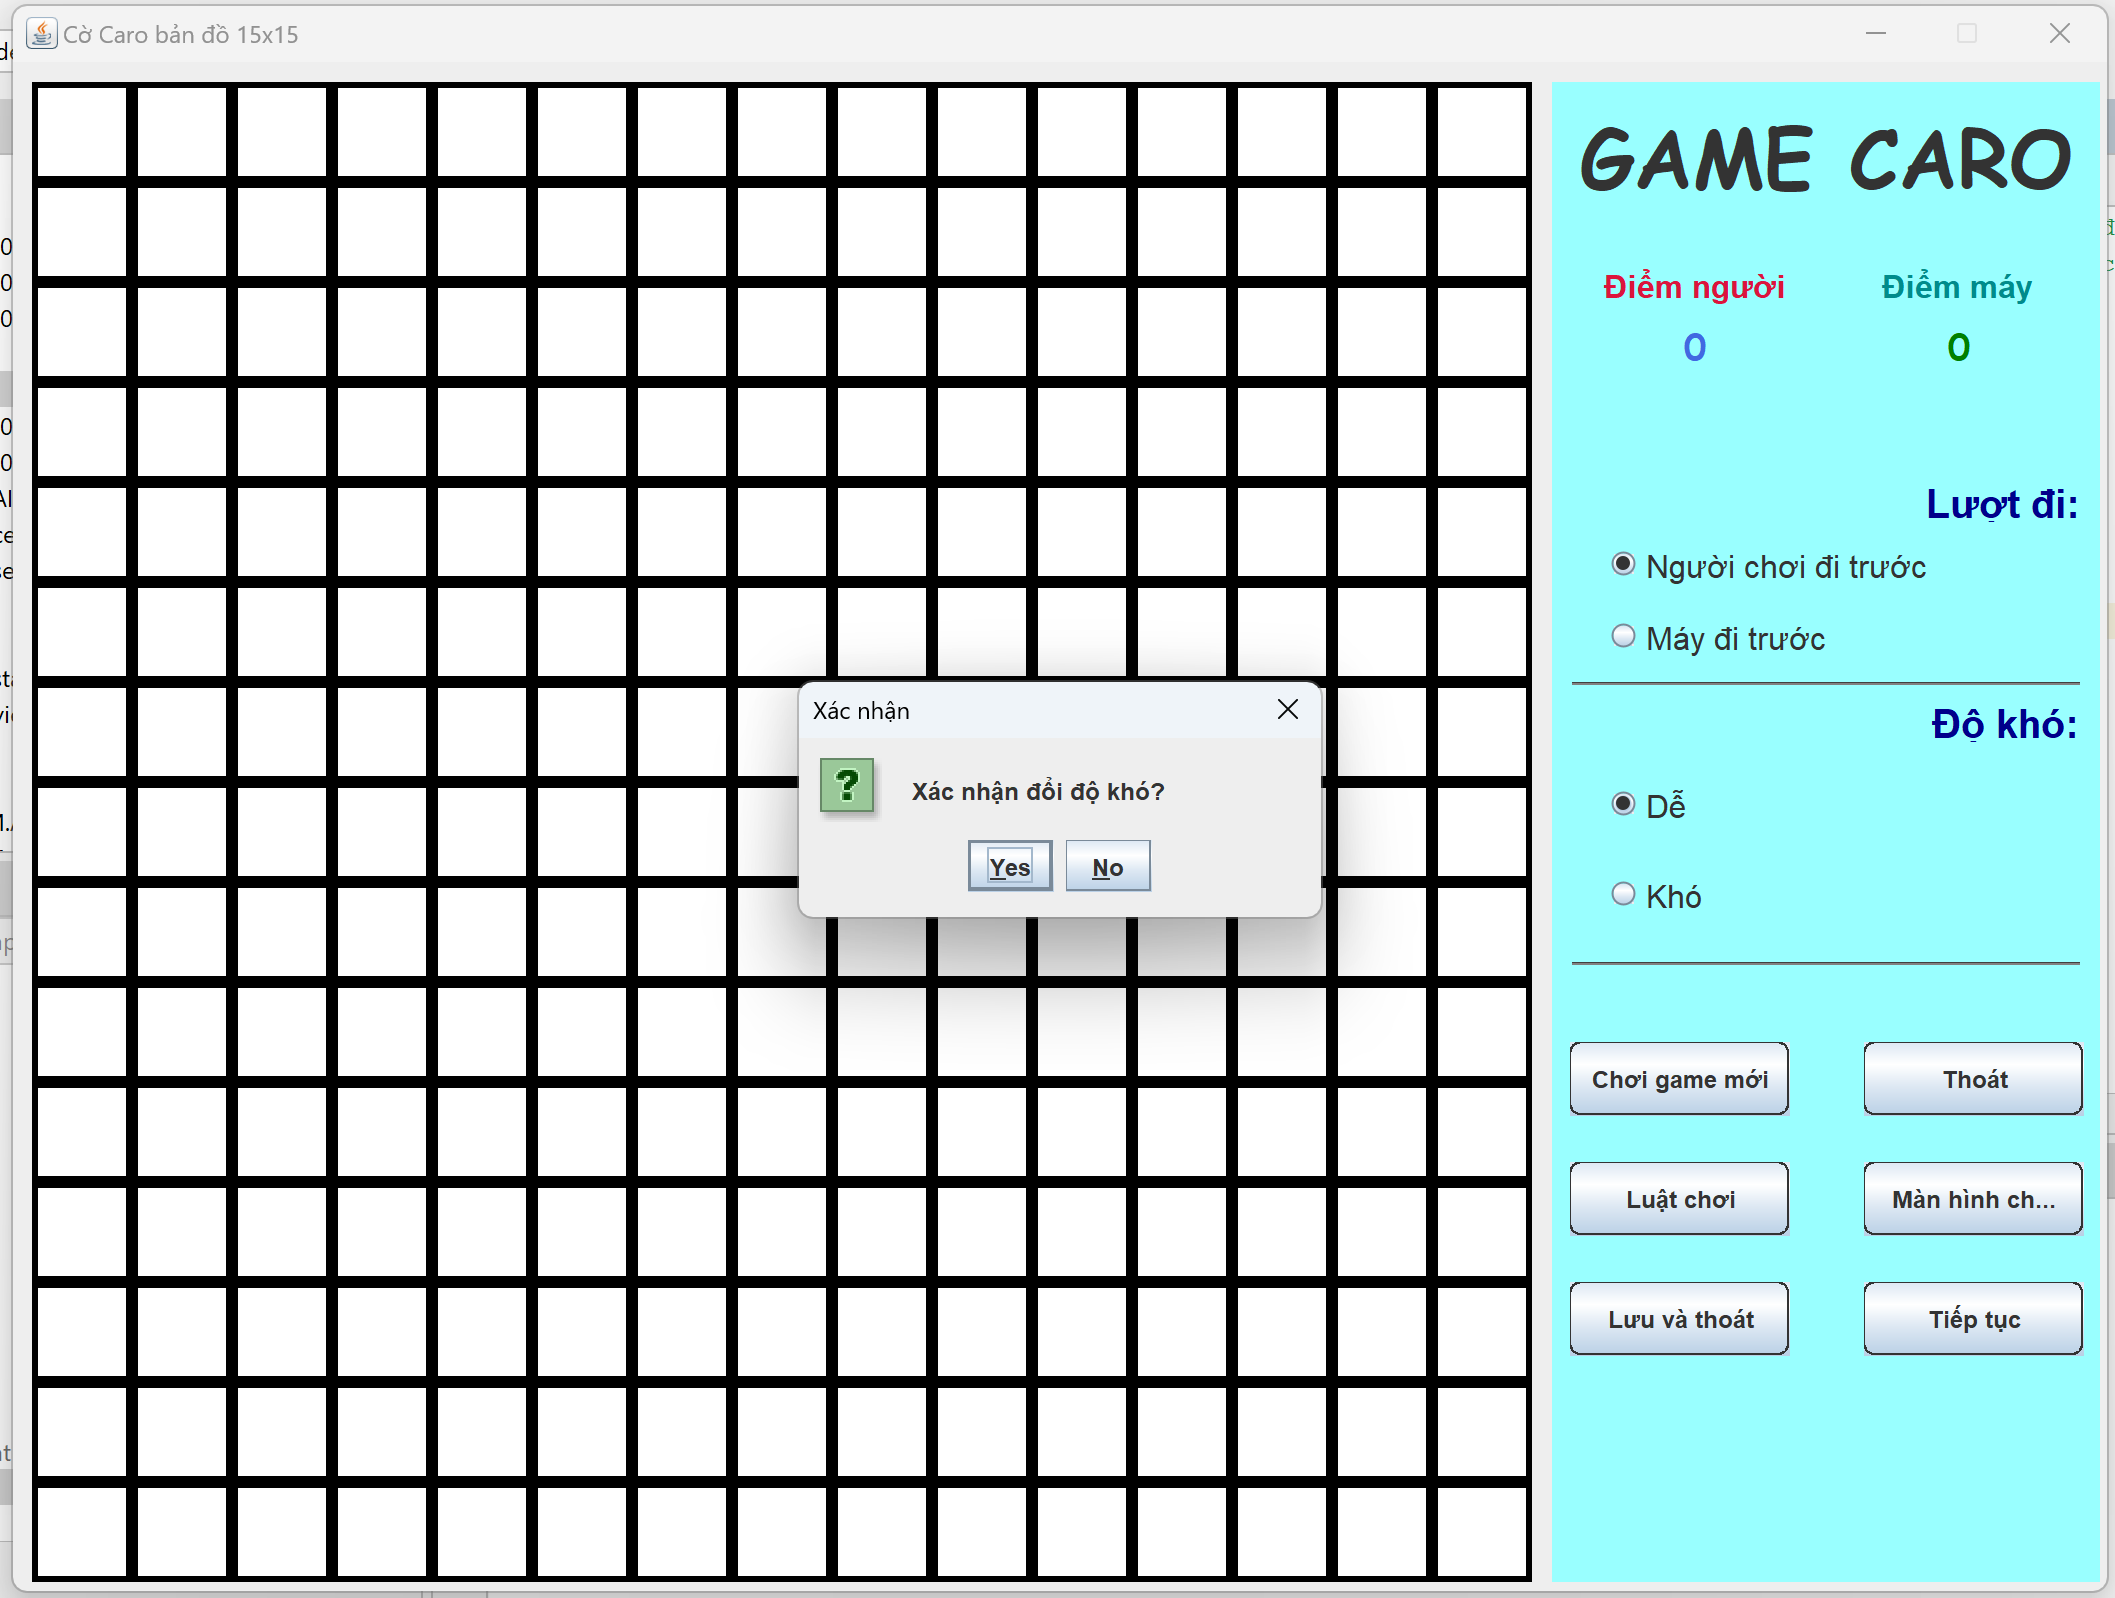 Cờ Caro bản đồ 15x15
GAME CARO
Điểm người Điểm máy
0 0
Lượt đi:
Người chơi đi trước
Máy đi trước
Độ khó:
Dễ
Khó
Xác nhận
Xác nhận đổi độ khó?
Yes No
Chơi game mới Thoát
Luật chơi Màn hình ch...
Lưu và thoát Tiếp tục